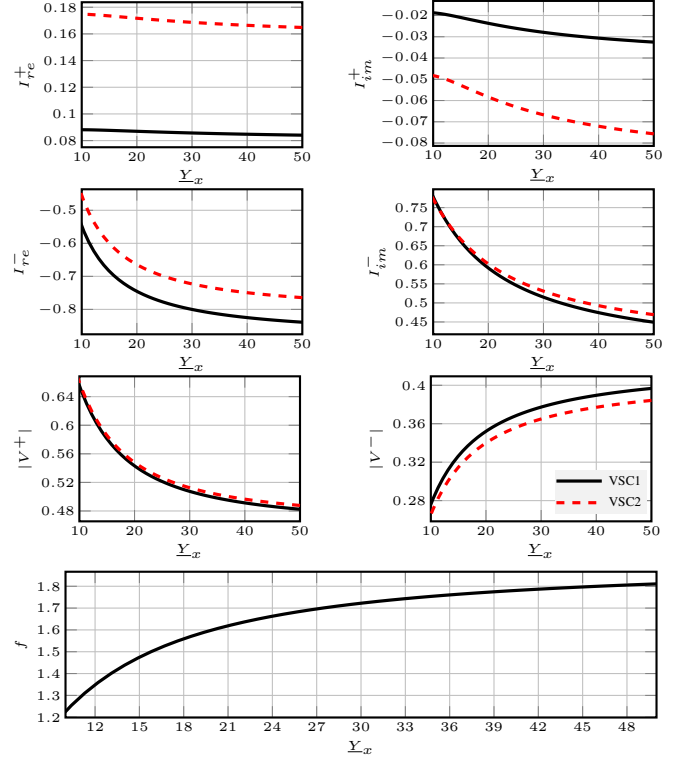 0.18
0.16
0.14
0.12
0.1
0.08
I⁺re
10 20 30 40 50
Y_x
−0.02
−0.03
−0.04
−0.05
−0.06
−0.07
−0.08
I⁺im
10 20 30 40 50
Y_x
−0.5
−0.6
−0.7
−0.8
I⁻re
10 20 30 40 50
Y_x
0.75
0.7
0.65
0.6
0.55
0.5
0.45
I⁻im
10 20 30 40 50
Y_x
0.64
0.6
0.56
0.52
0.48
|V⁺|
10 20 30 40 50
Y_x
0.4
0.36
0.32
0.28
|V⁻|
VSC1
VSC2
10 20 30 40 50
Y_x
1.8
1.7
1.6
1.5
1.4
1.3
1.2
f
12 15 18 21 24 27 30 33 36 39 42 45 48
Y_x